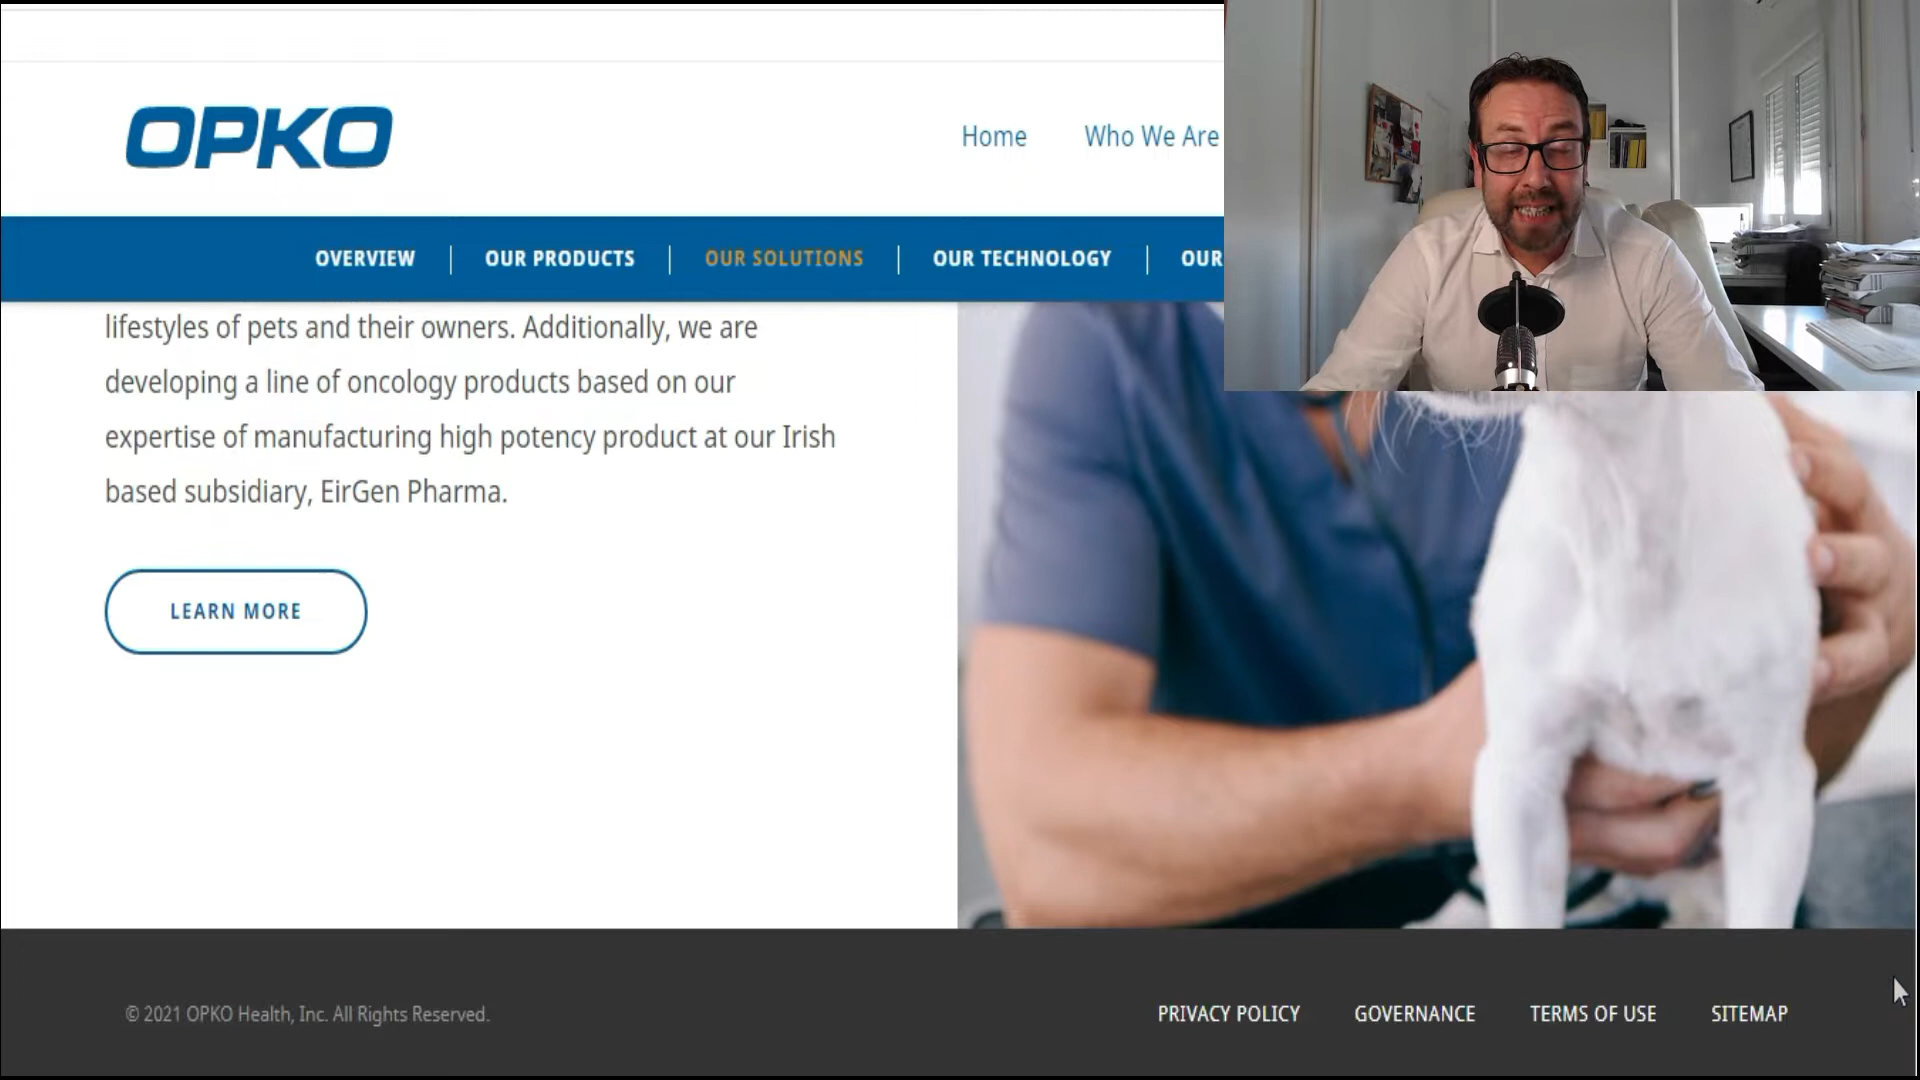 OPKO
Home Who We Are
OVERVIEW OUR PRODUCTS OUR SOLUTIONS OUR TECHNOLOGY OUR
lifestyles of pets and their owners. Additionally, we are
developing a line of oncology products based on our
expertise of manufacturing high potency product at our Irish
based subsidiary, EirGen Pharma.
LEARN MORE
© 2021 OPKO Health, Inc. All Rights Reserved.
PRIVACY POLICY GOVERNANCE TERMS OF USE SITEMAP